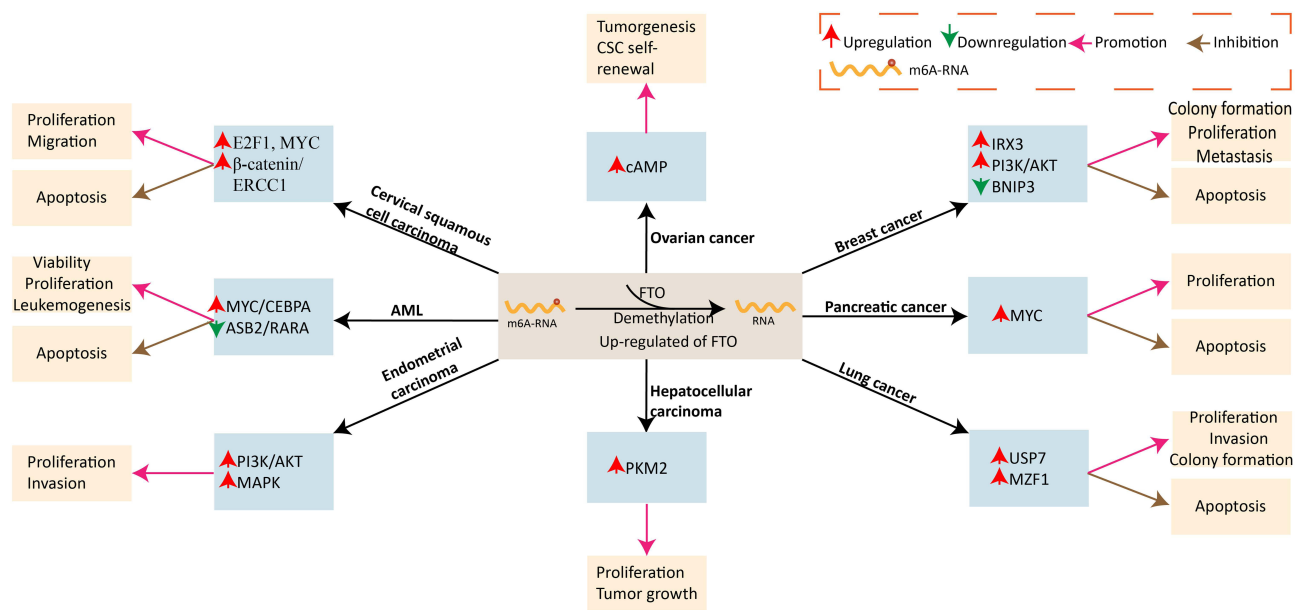 Tumorgenesis
CSC self-
renewal
Upregulation
Downregulation
Promotion
Inhibition
m6A-RNA
Proliferation
Migration
Apoptosis
E2F1, MYC
β-catenin/
ERCC1
cAMP
IRX3
PI3K/AKT
BNIP3
Colony formation
Proliferation
Metastasis
Apoptosis
Cervical squamous
cell carcinoma
Ovarian cancer
Breast cancer
Viability
Proliferation
Leukemogenesis
Apoptosis
MYC/CEBPA
ASB2/RARA
AML
m6A-RNA
FTO
Demethylation
RNA
Up-regulated of FTO
Pancreatic cancer
MYC
Proliferation
Apoptosis
Endometrial
carcinoma
Hepatocellular
carcinoma
Lung cancer
Proliferation
Invasion
PI3K/AKT
MAPK
PKM2
USP7
MZF1
Proliferation
Invasion
Colony formation
Apoptosis
Proliferation
Tumor growth